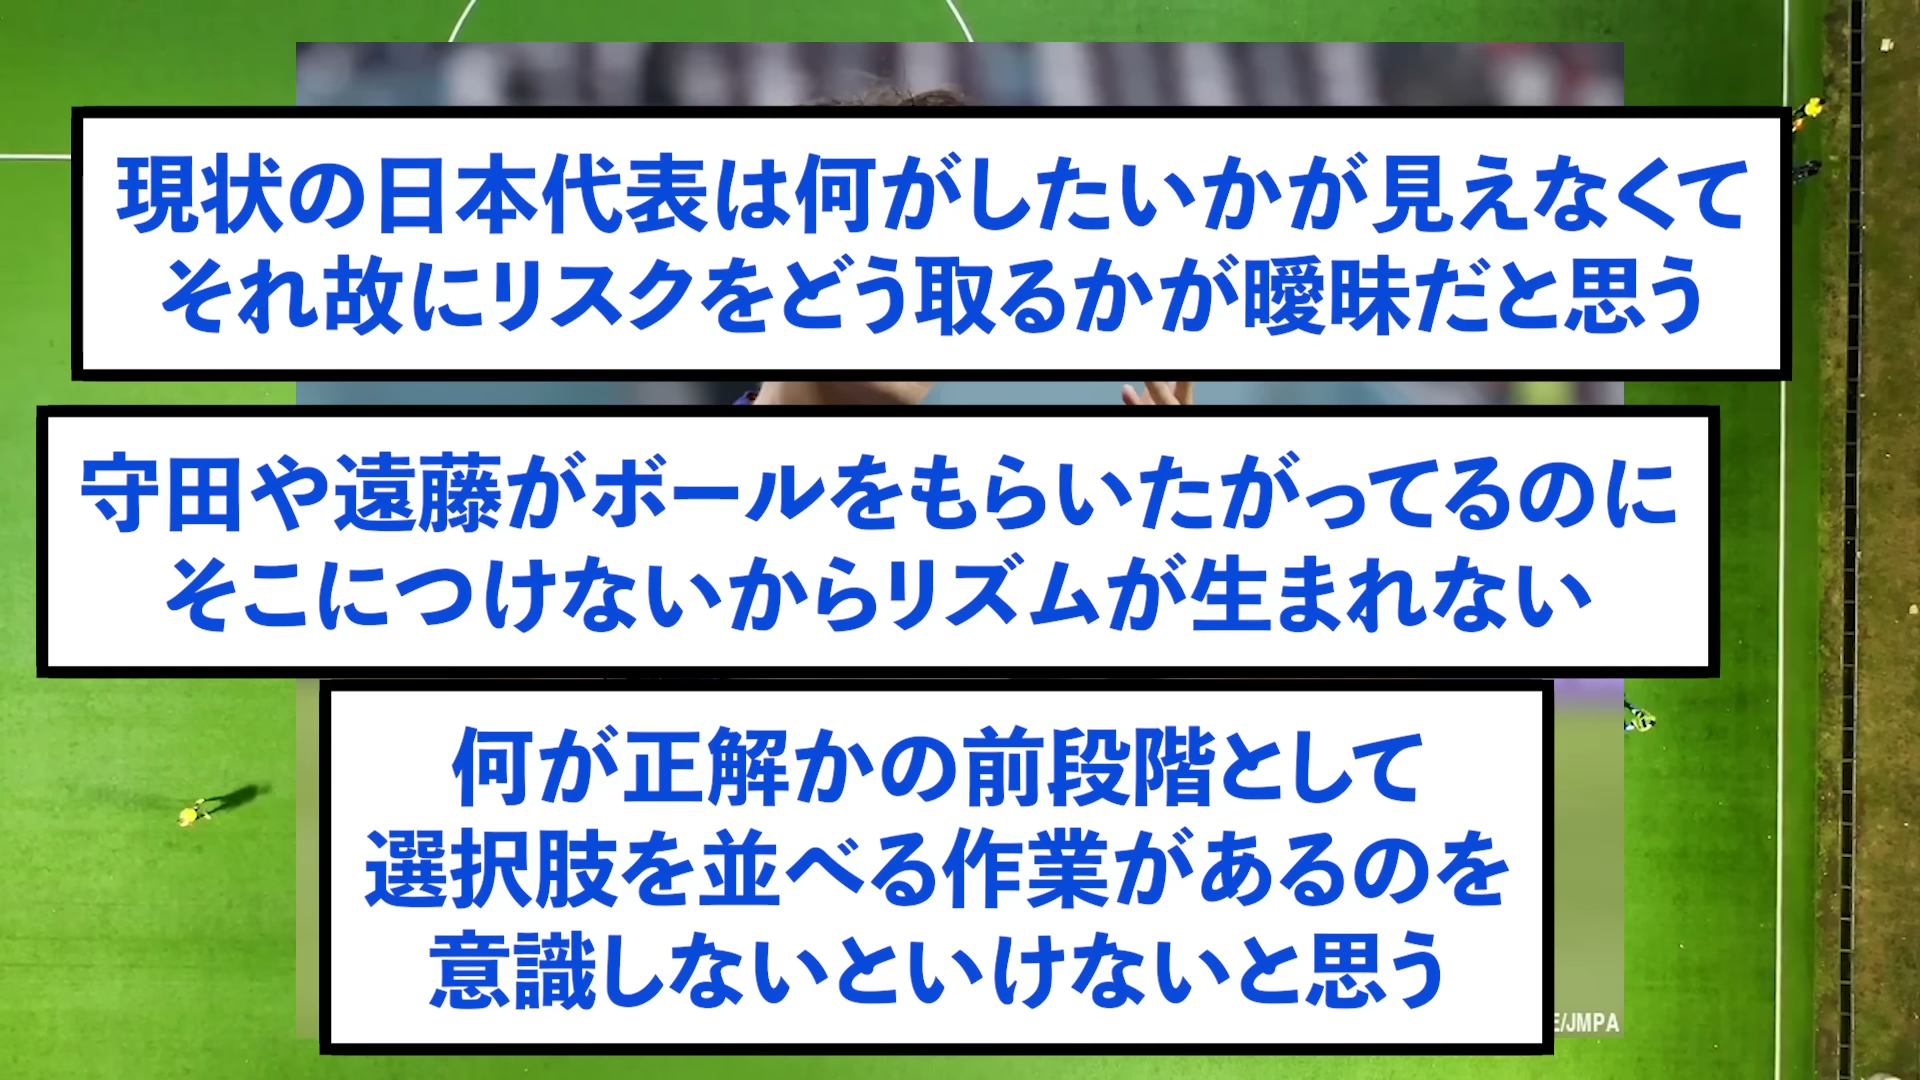 現状の日本代表は何がしたいかが見えなくて
それ故にリスクをどう取るかが曖昧だと思う
守田や遠藤がボールをもらいたがってるのに
そこにつけないからリズムが生まれない
何が正解かの前段階として
選択肢を並べる作業があるのを
意識しないといけないと思う
E/JMPA